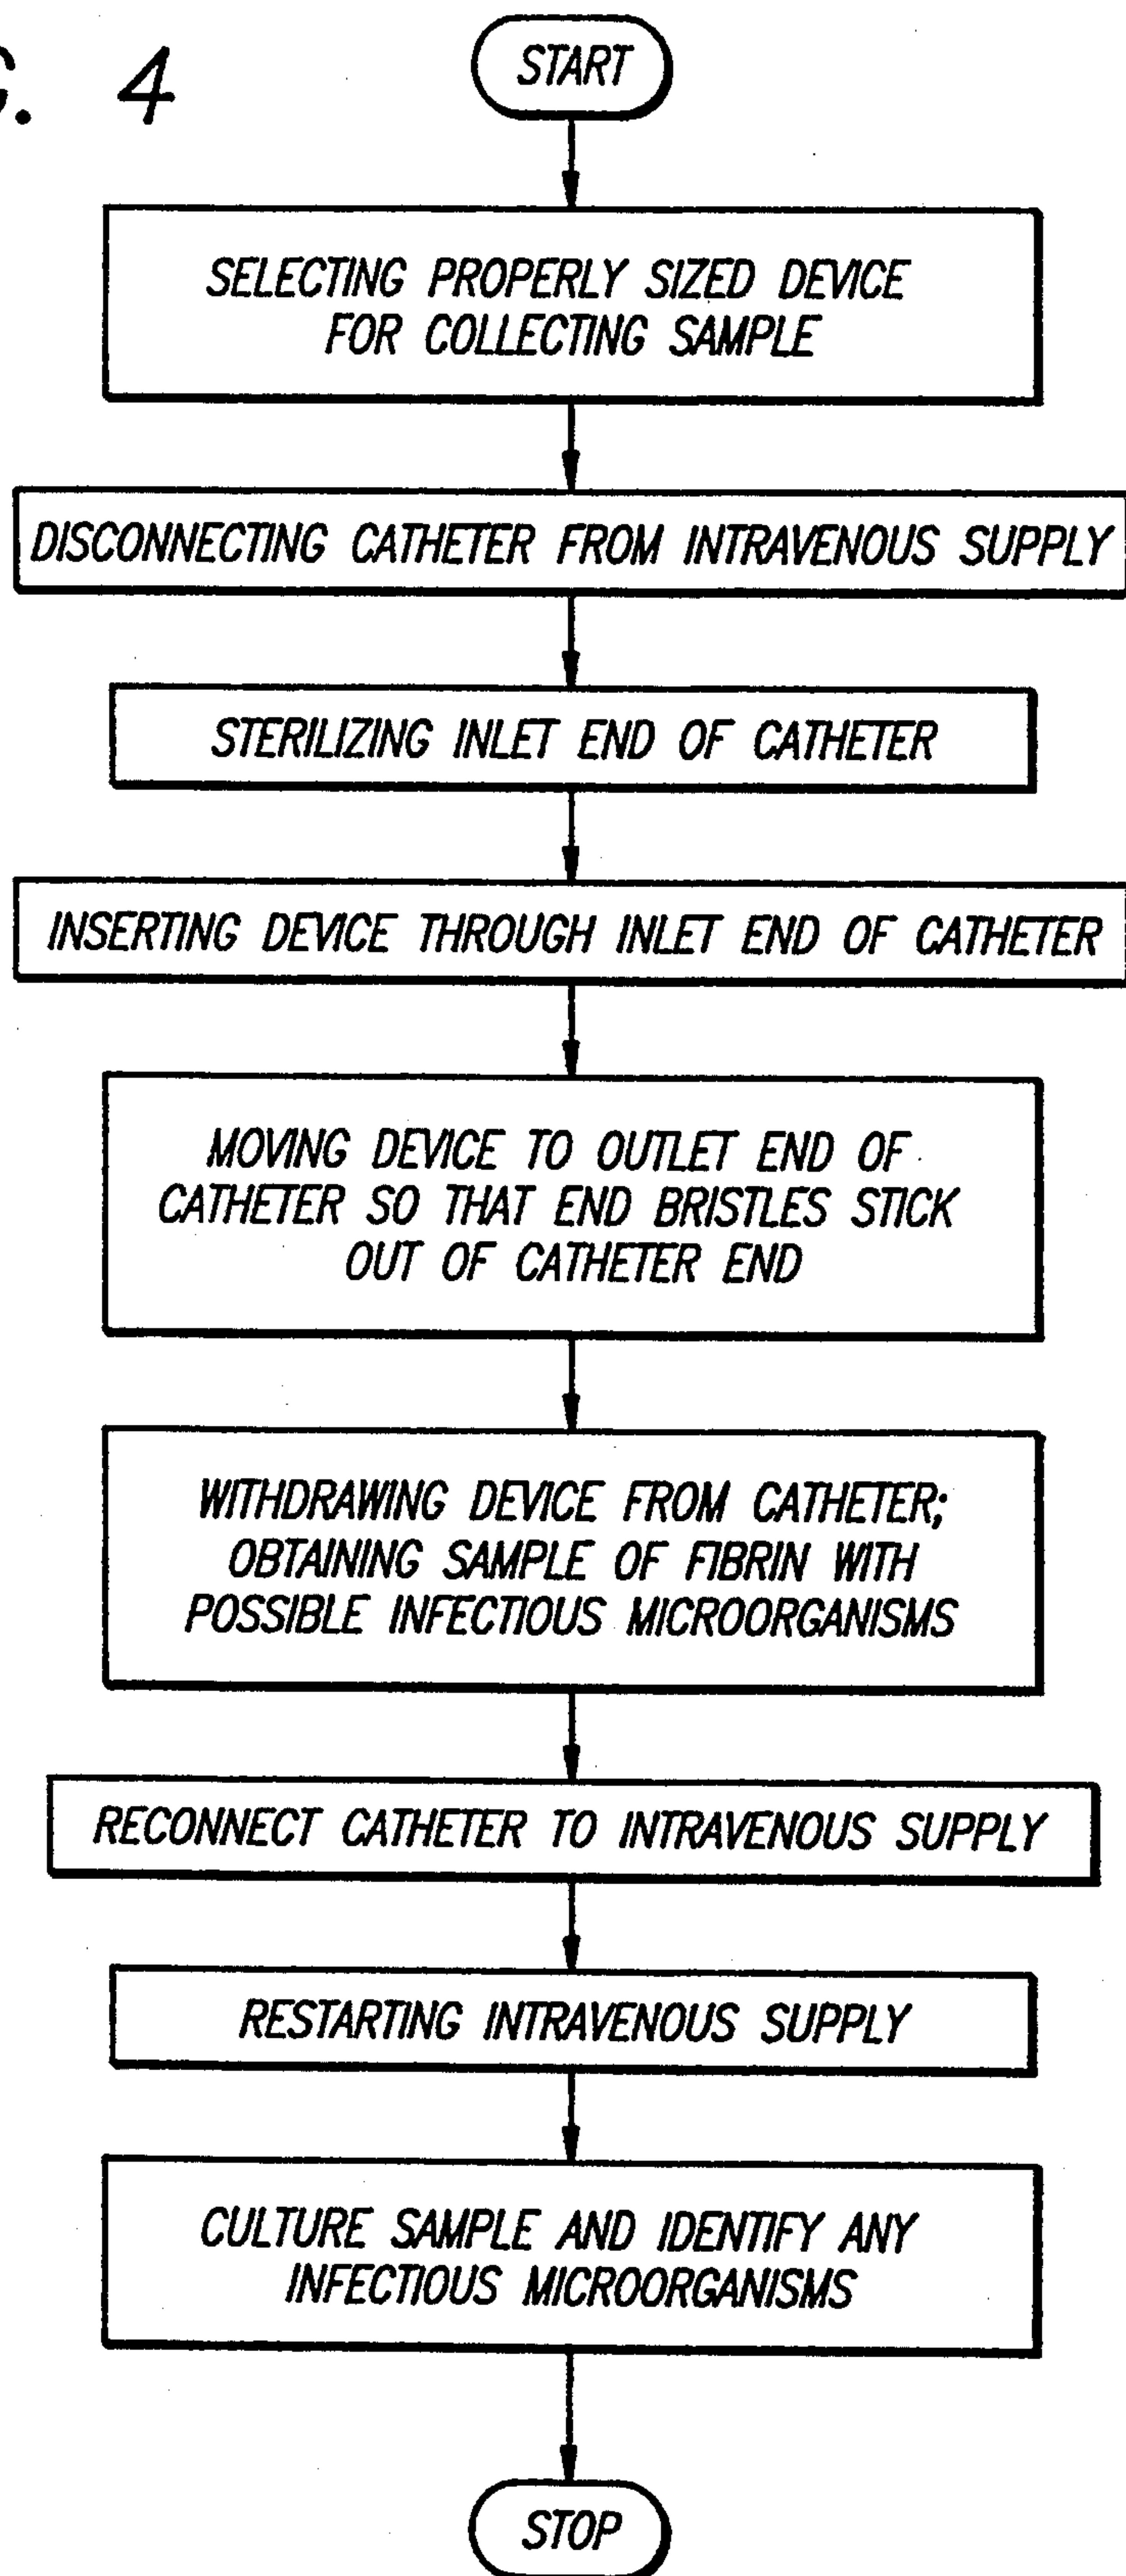 4
START
SELECTING PROPERLY SIZED DEVICE
FOR COLLECTING SAMPLE
DISCONNECTING CATHETER FROM INTRAVENOUS SUPPLY
STERILIZING INLET END OF CATHETER
INSERTING DEVICE THROUGH INLET END OF CATHETER
MOVING DEVICE TO OUTLET END OF
CATHETER SO THAT END BRISTLES STICK
OUT OF CATHETER END
WITHDRAWING DEVICE FROM CATHETER;
OBTAINING SAMPLE OF FIBRIN WITH
POSSIBLE INFECTIOUS MICROORGANISMS
RECONNECT CATHETER TO INTRAVENOUS SUPPLY
RESTARTING INTRAVENOUS SUPPLY
CULTURE SAMPLE AND IDENTIFY ANY
INFECTIOUS MICROORGANISMS
STOP